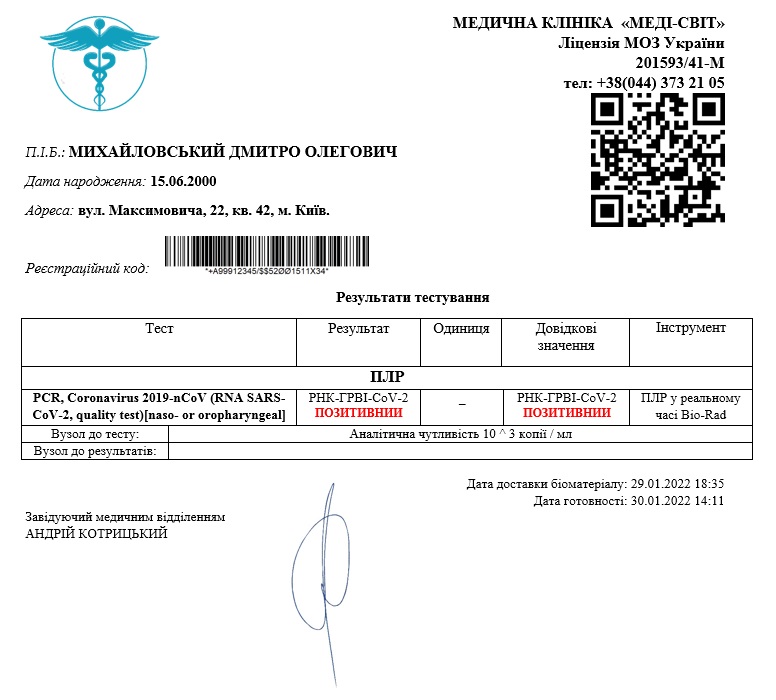 МЕДИЧНА КЛІНІКА «МЕДІ-СВІТ»
Ліцензія МОЗ України
201593/41-М
тел: +38(044) 373 21 05
П.І.Б.: МИХАЙЛОВСЬКИЙ ДМИТРО ОЛЕГОВИЧ
Дата народження: 15.06.2000
Адреса: вул. Максимовича, 22, кв. 42, м. Київ.
Реєстраційний код:
*+A99912345/$$52ØØ1511X34*
Результати тестування
Тест Результат Одиниця Довідкові значення Інструмент
ПЛР
PCR, Coronavirus 2019-nCoV (RNA SARS- РНК-ГРВІ-CoV-2 – РНК-ГРВІ-CoV-2 ПЛР у реальному
CoV-2, quality test)[naso- or oropharyngeal] ПОЗИТИВНИИ ПОЗИТИВНИИ часі Bio-Rad
Вузол до тесту: Аналітична чутливість 10 ^ 3 копії / мл
Вузол до результатів:
Дата доставки біоматеріалу: 29.01.2022 18:35
Дата готовності: 30.01.2022 14:11
Завідуючий медичним відділенням
АНДРІЙ КОТРИЦЬКИЙ